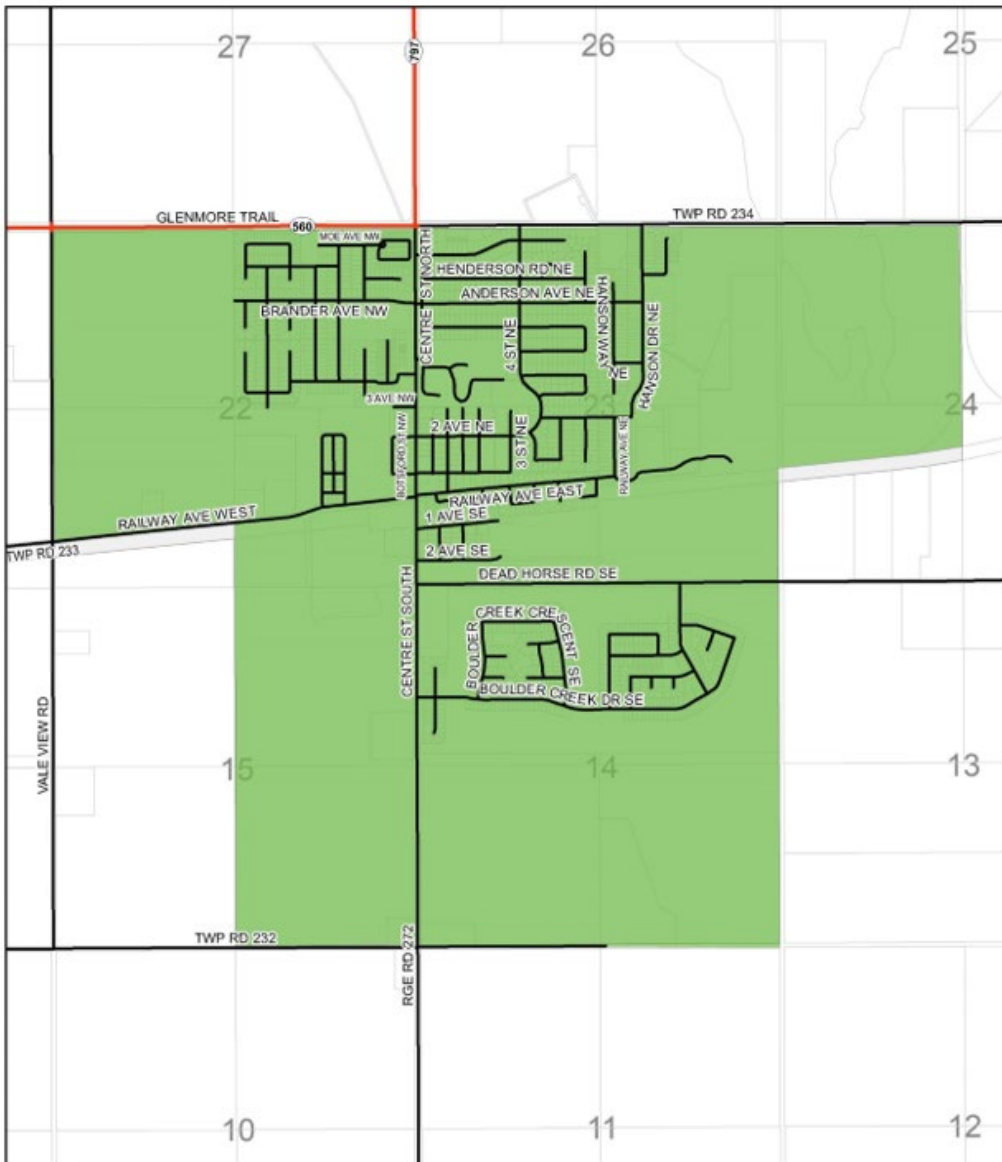 27
797
26
25
GLENMORE TRAIL
560
TWP RD 234
MOE AVE NW
CENTRE ST NORTH
HENDERSON RD NE
ANDERSON AVE NE
BRANDER AVE NW
HANSON WAY
NE
HANSON DR NE
4 ST NE
3 AVE NW
22
23
24
BOTSFORD ST NW
2 AVE NE
3 ST NE
RAILWAY AVE NE
RAILWAY AVE EAST
RAILWAY AVE WEST
1 AVE SE
TWP RD 233
2 AVE SE
DEAD HORSE RD SE
CENTRE ST SOUTH
BOULDER CREEK CRESCENT SE
BOULDER CREEK DR SE
VALE VIEW RD
15
14
13
TWP RD 232
RGE RD 272
10
11
12